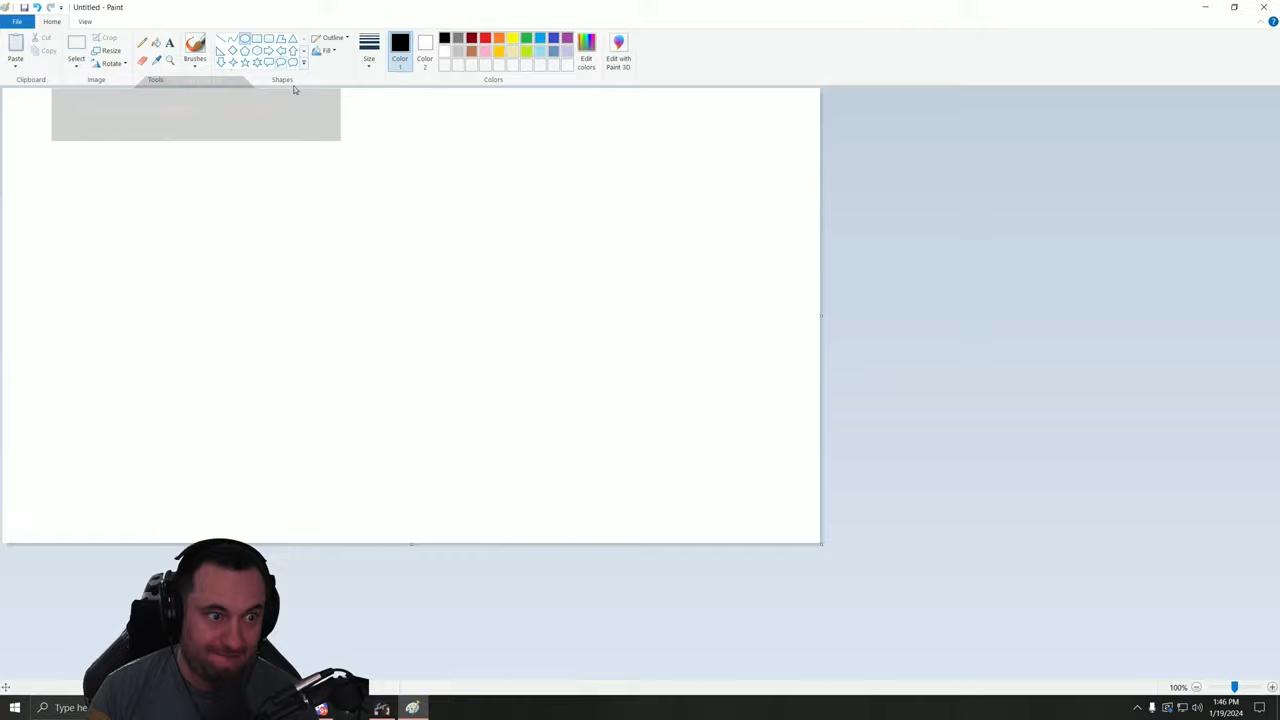 Untitled - Paint
File
Home
View
Paste
Cut
Copy
Clipboard
Select
Crop
Resize
Rotate
Image
A
Tools
Brushes
Shapes
Outline
Fill
Size
Color
1
Color
2
Edit
colors
Colors
Edit with
Paint 3D
100%
Type he
1:46 PM
1/19/2024